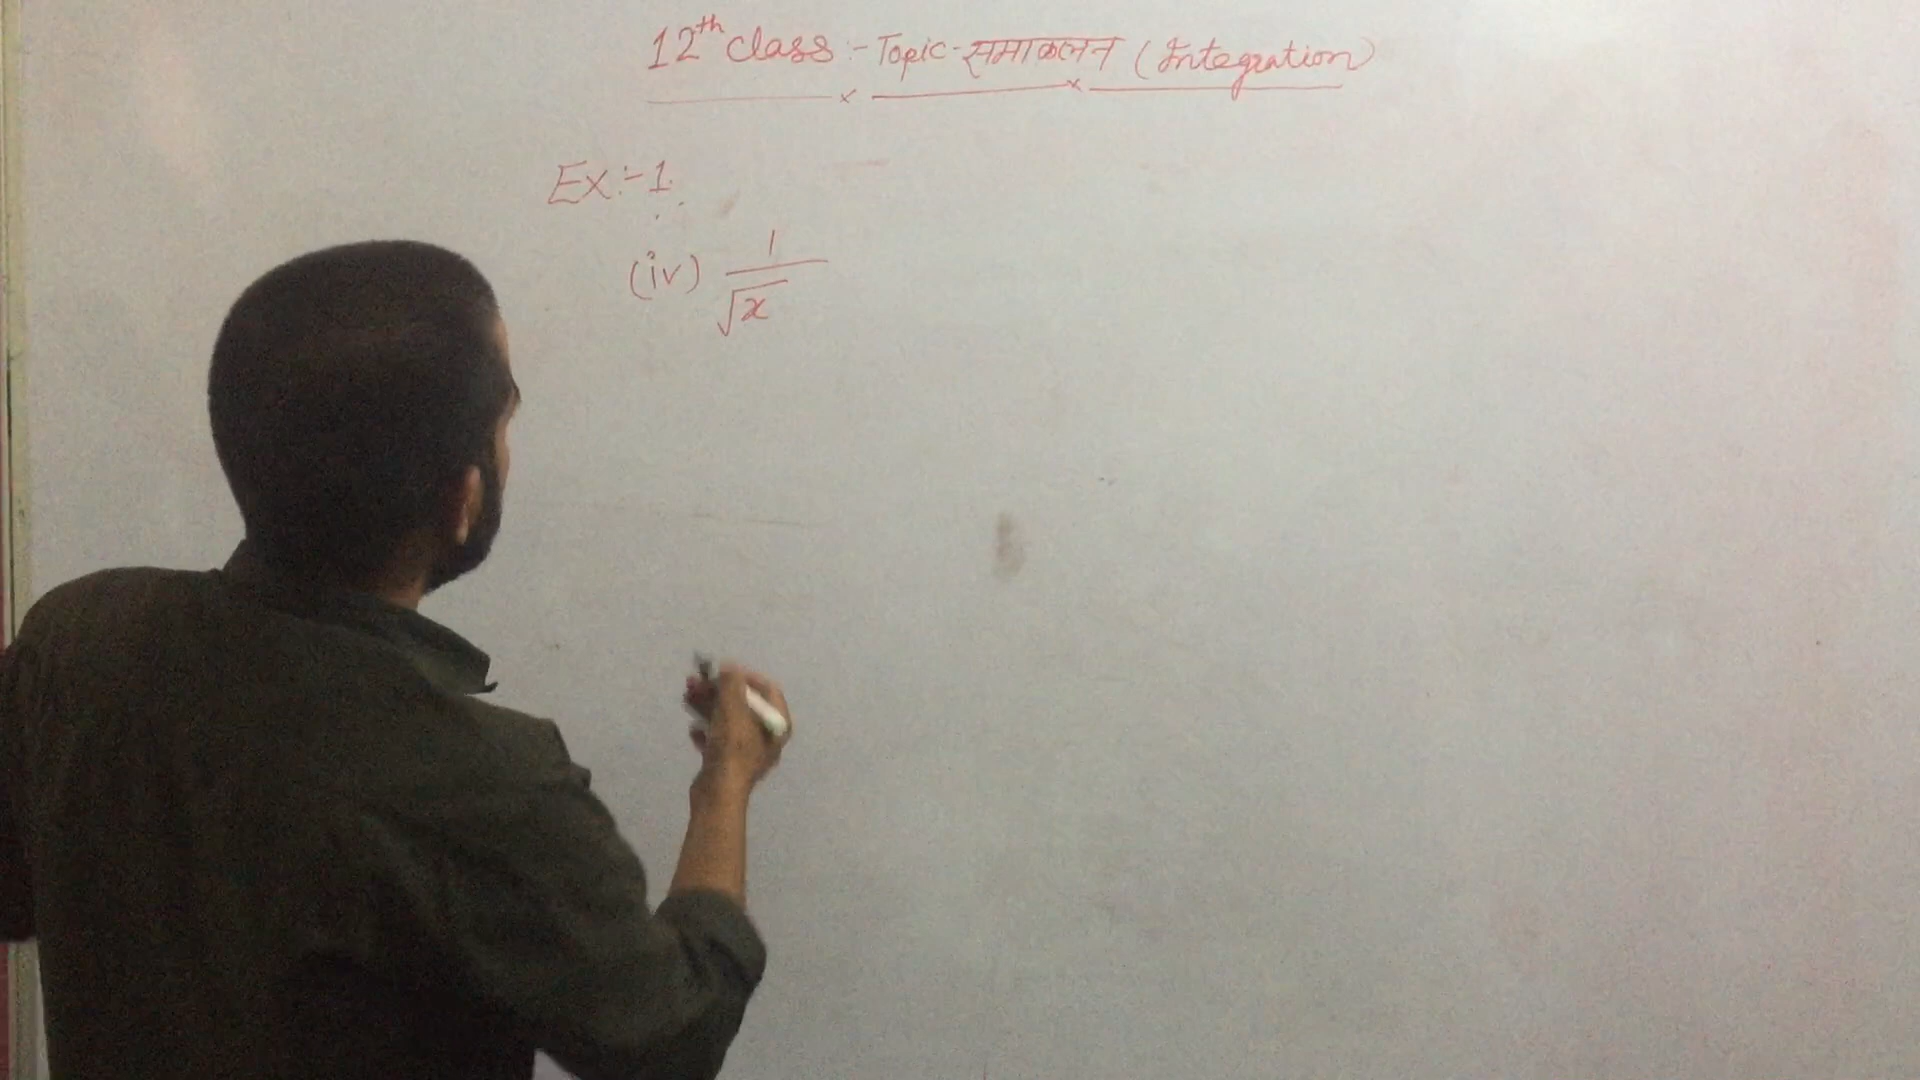 12th class :- Topic - समाकलन (Integration)
Ex:- 1.
(iv) 1/√x